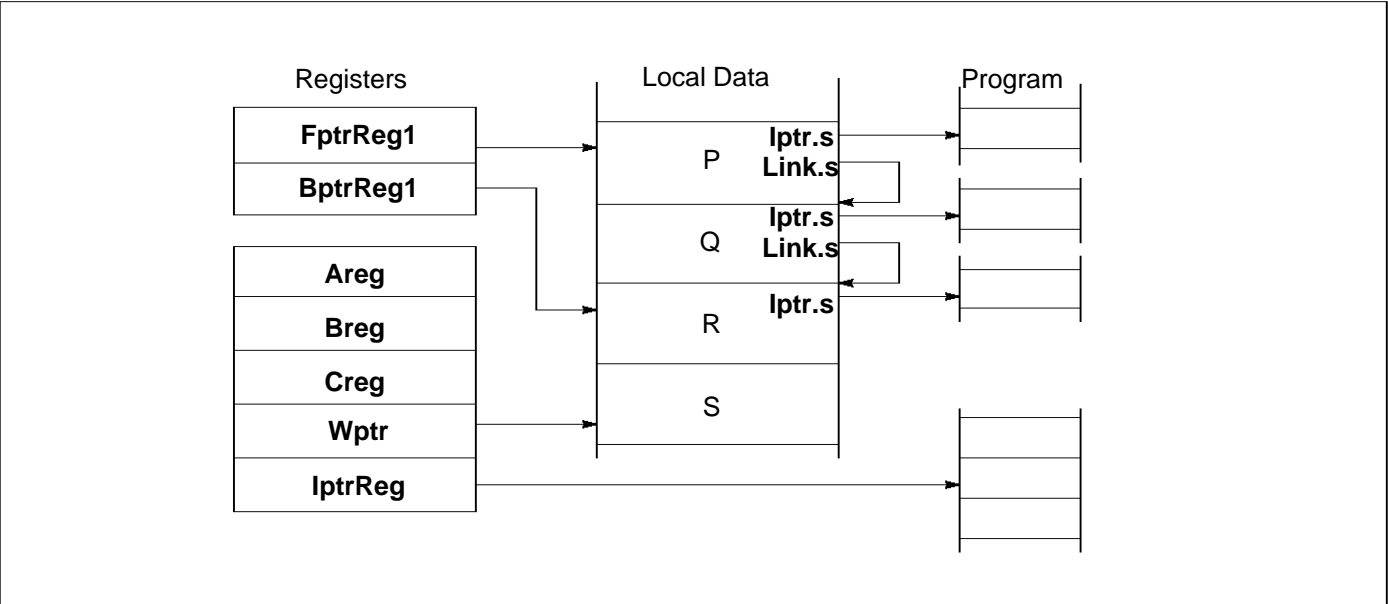 Registers
Local Data
Program
FptrReg1
BptrReg1
Areg
Breg
Creg
Wptr
IptrReg
P
Iptr.s
Link.s
Q
Iptr.s
Link.s
R
Iptr.s
S